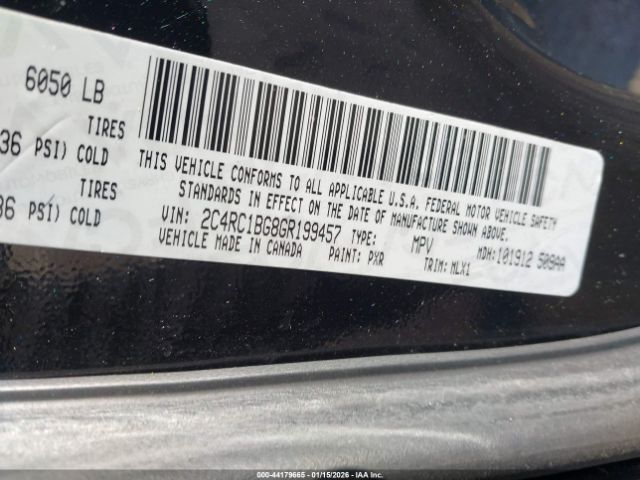 6050 LB
TIRES
36 PSI) COLD
TIRES
36 PSI) COLD
THIS VEHICLE CONFORMS TO ALL APPLICABLE U.S.A. FEDERAL MOTOR VEHICLE SAFETY
STANDARDS IN EFFECT ON THE DATE OF MANUFACTURE SHOWN ABOVE.
VIN: 2C4RC1BG8GR199457 TYPE: MPV MDH:101912 509AA
VEHICLE MADE IN CANADA PAINT: PXR TRIM: MLX1
000-44179665 - 01/15/2026 - IAA Inc.